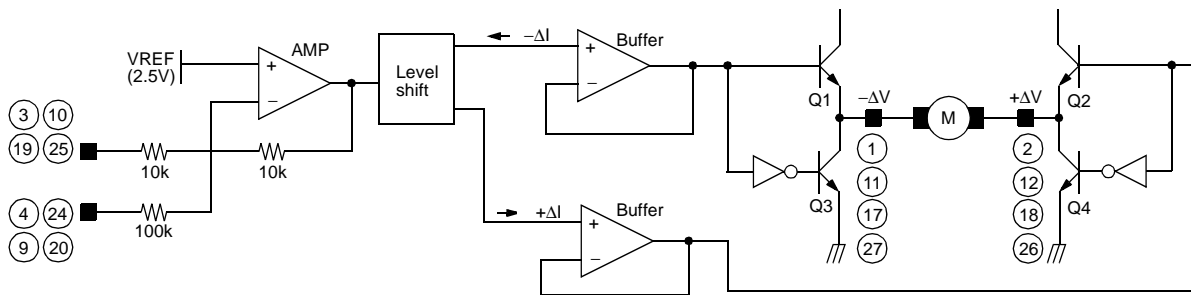 VREF
(2.5V)
AMP
+
−
Level
shift
−ΔI
+
−
Buffer
Q1
−ΔV
M
+ΔV
Q2
3 10
19 25
10k
10k
4 24
9 20
100k
+ΔI
+
−
Buffer
Q3
1
11
17
27
2
12
18
26
Q4